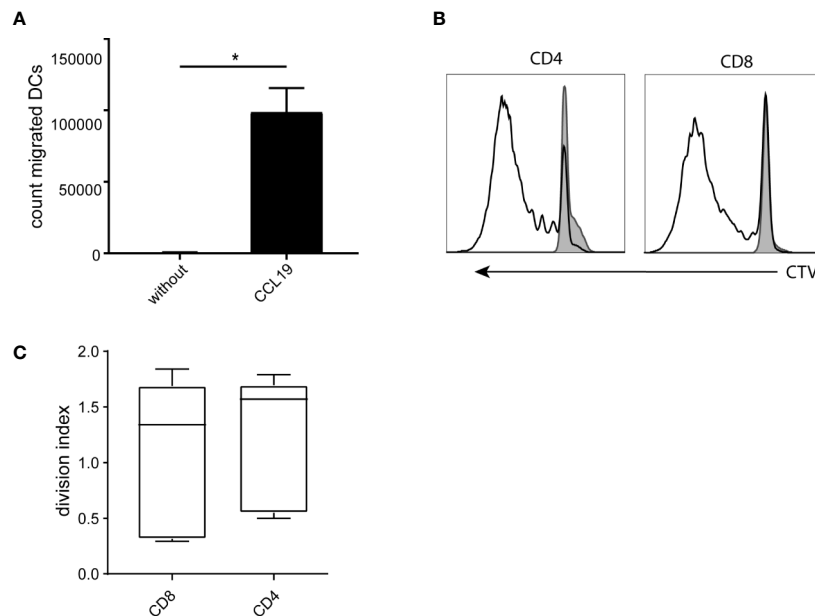 A
150000
100000
50000
0
count migrated DCs
*
without
CCL19
B
CD4
CD8
CTV
C
2.0
1.5
1.0
0.5
0.0
division index
CD8
CD4